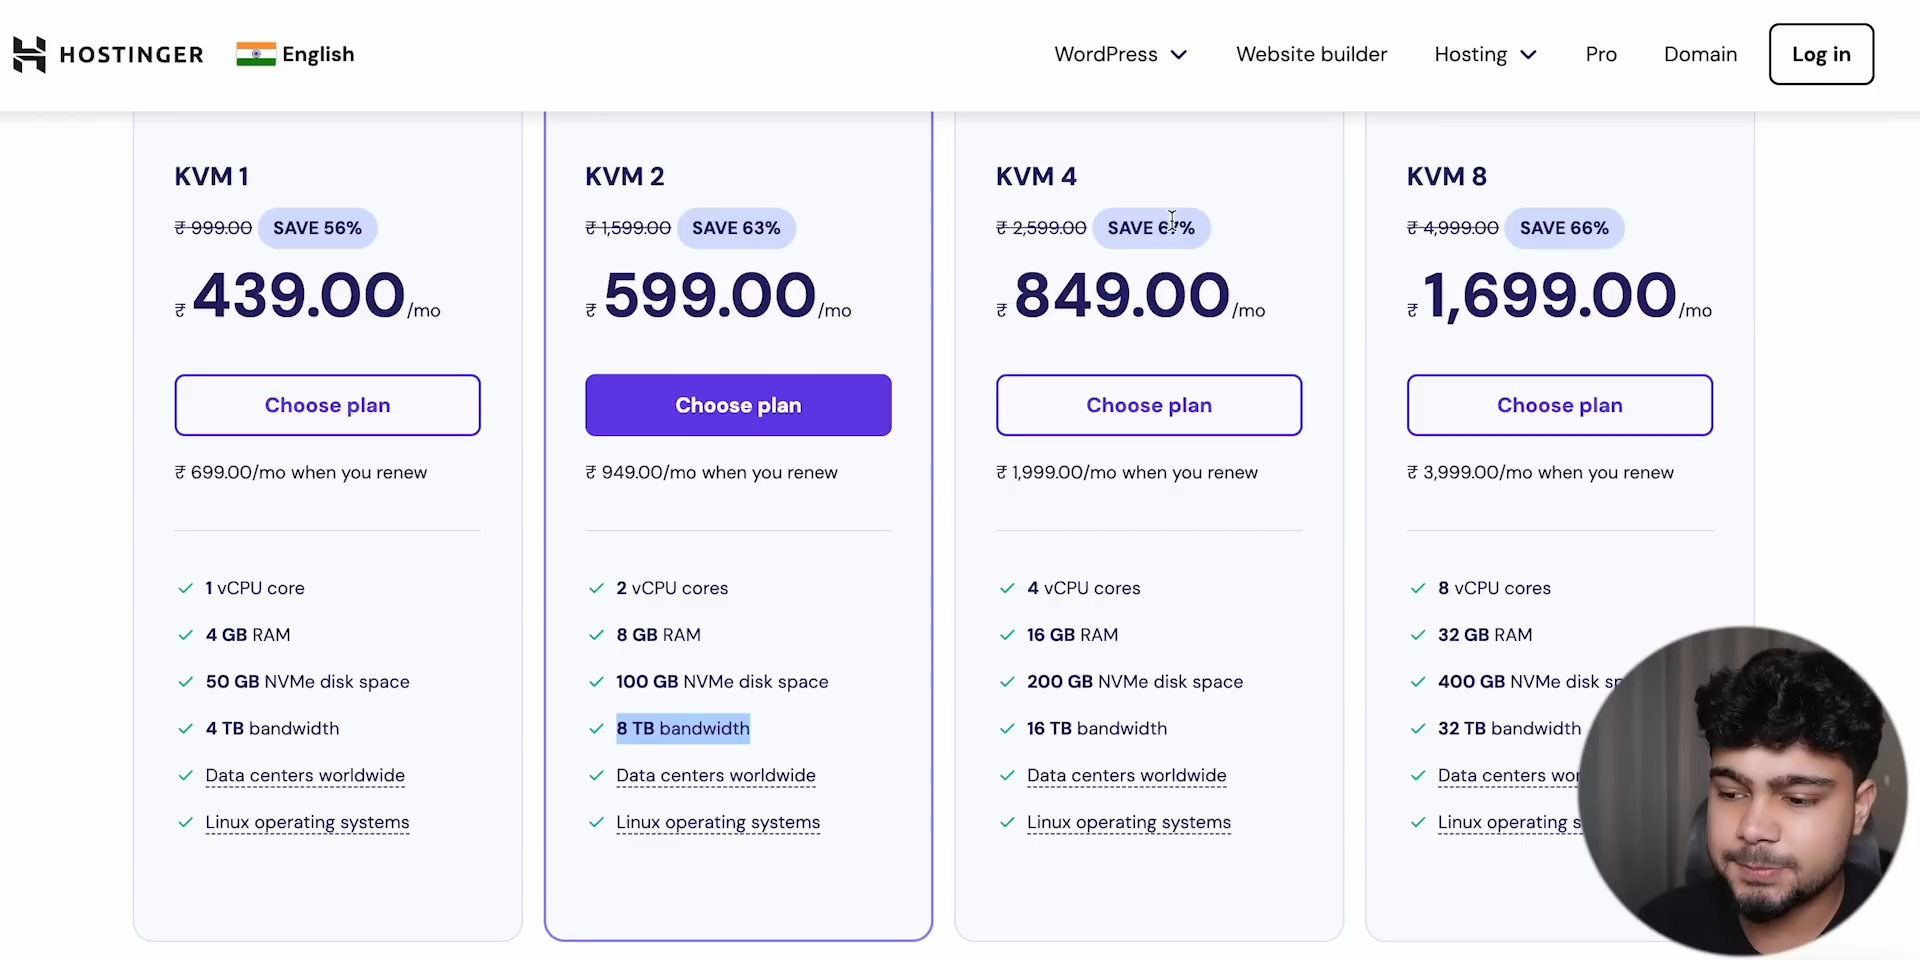 HOSTINGER English WordPress Website builder Hosting Pro Domain Log in
KVM 1
₹ 999.00 SAVE 56%
₹ 439.00/mo
Choose plan
₹ 699.00/mo when you renew
1 vCPU core
4 GB RAM
50 GB NVMe disk space
4 TB bandwidth
Data centers worldwide
Linux operating systems
KVM 2
₹ 1,599.00 SAVE 63%
₹ 599.00/mo
Choose plan
₹ 949.00/mo when you renew
2 vCPU cores
8 GB RAM
100 GB NVMe disk space
8 TB bandwidth
Data centers worldwide
Linux operating systems
KVM 4
₹ 2,599.00 SAVE 67%
₹ 849.00/mo
Choose plan
₹ 1,999.00/mo when you renew
4 vCPU cores
16 GB RAM
200 GB NVMe disk space
16 TB bandwidth
Data centers worldwide
Linux operating systems
KVM 8
₹ 4,999.00 SAVE 66%
₹ 1,699.00/mo
Choose plan
₹ 3,999.00/mo when you renew
8 vCPU cores
32 GB RAM
400 GB NVMe disk
32 TB bandwidth
Data centers
Linux operating